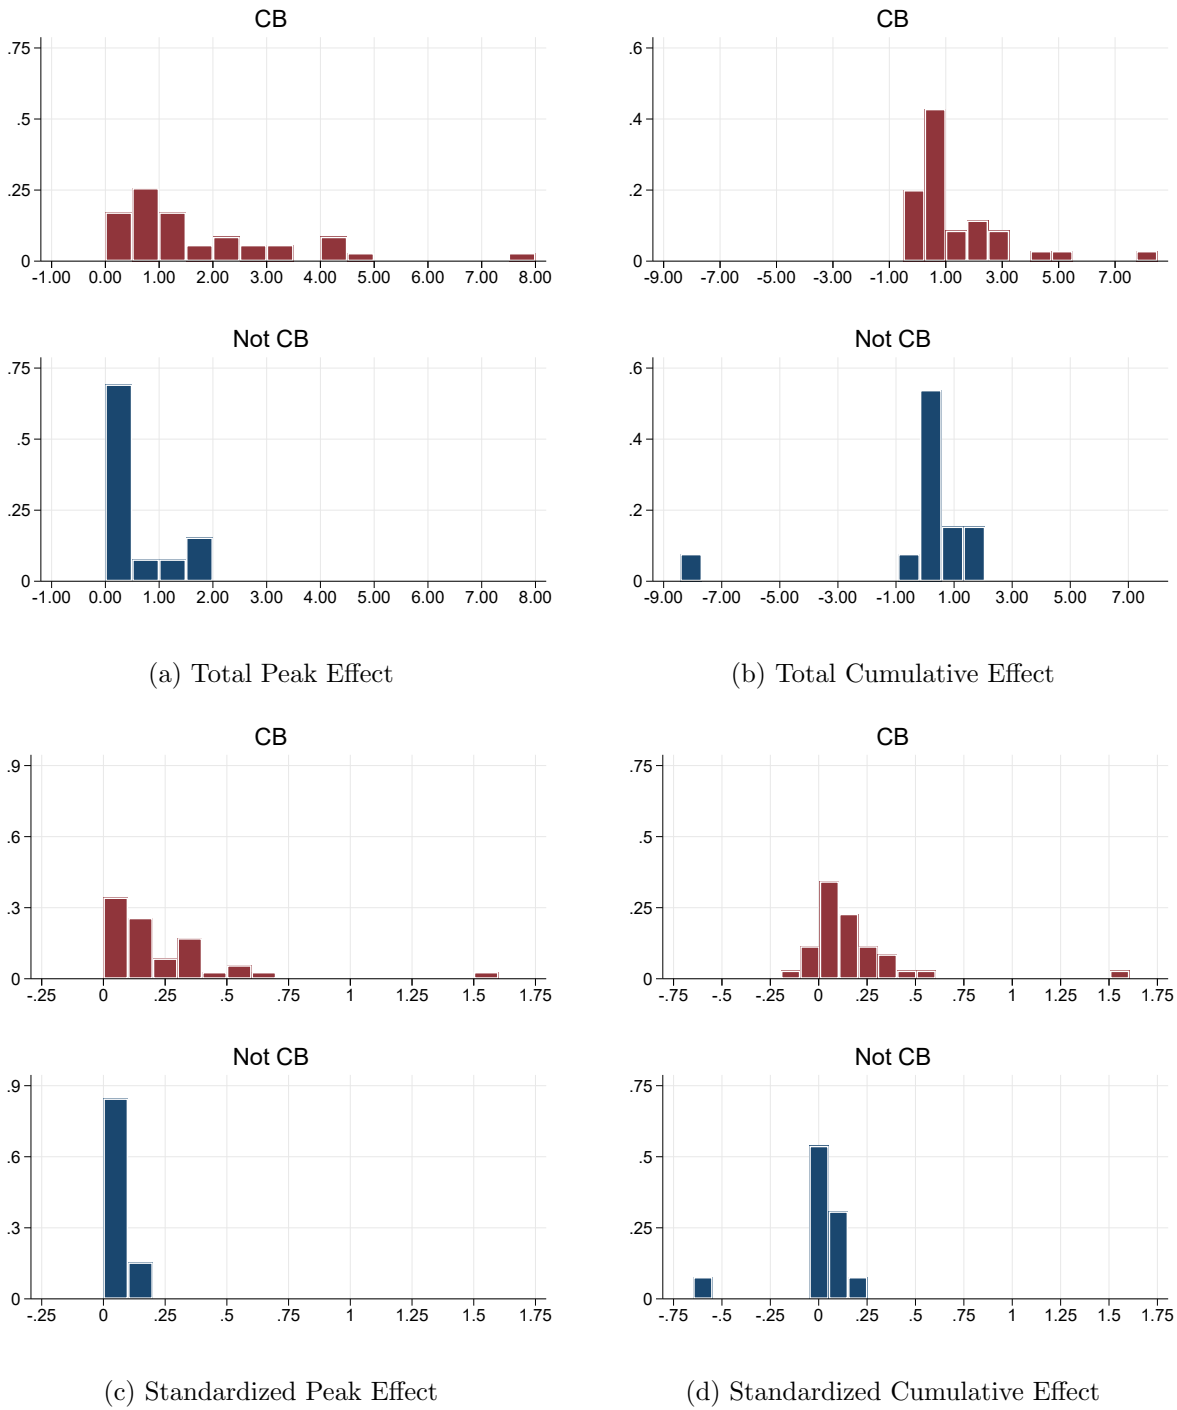 CB
.75
.5
.25
0
-1.00 0.00 1.00 2.00 3.00 4.00 5.00 6.00 7.00 8.00
Not CB
.75
.5
.25
0
-1.00 0.00 1.00 2.00 3.00 4.00 5.00 6.00 7.00 8.00
(a) Total Peak Effect
CB
.6
.4
.2
0
-9.00 -7.00 -5.00 -3.00 -1.00 1.00 3.00 5.00 7.00
Not CB
.6
.4
.2
0
-9.00 -7.00 -5.00 -3.00 -1.00 1.00 3.00 5.00 7.00
(b) Total Cumulative Effect
CB
.9
.6
.3
0
-.25 0 .25 .5 .75 1 1.25 1.5 1.75
Not CB
.9
.6
.3
0
-.25 0 .25 .5 .75 1 1.25 1.5 1.75
(c) Standardized Peak Effect
CB
.75
.5
.25
0
-.75 -.5 -.25 0 .25 .5 .75 1 1.25 1.5 1.75
Not CB
.75
.5
.25
0
-.75 -.5 -.25 0 .25 .5 .75 1 1.25 1.5 1.75
(d) Standardized Cumulative Effect